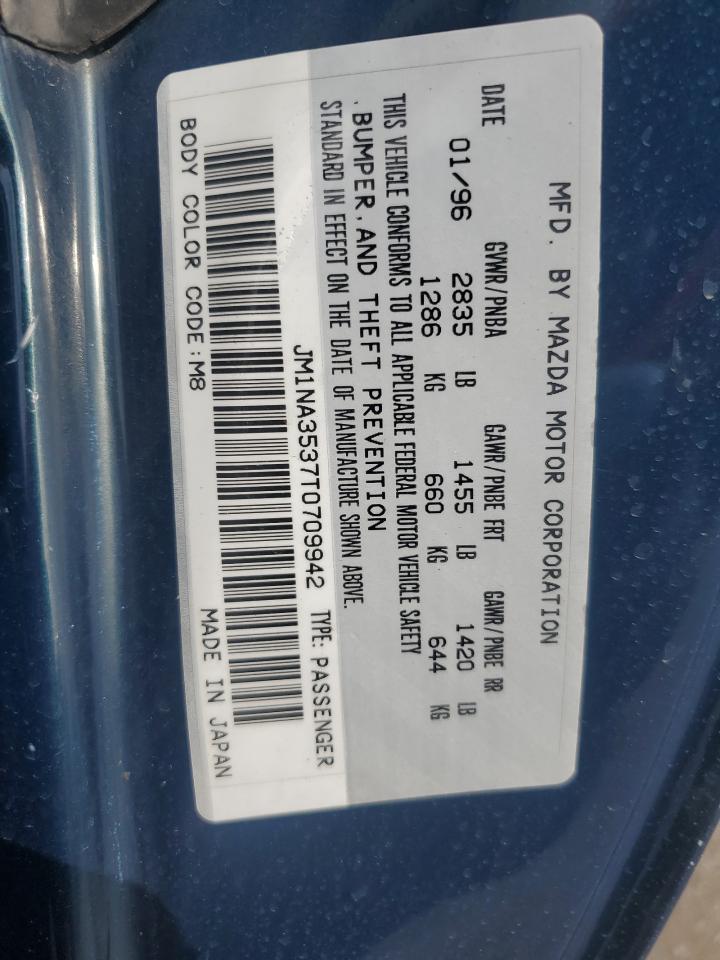 MFD. BY MAZDA MOTOR CORPORATION
DATE GVWR/PNBA GAWR/PNBE FRT GAWR/PNBE RR
01/96 2835 LB 1455 LB 1420 LB
1286 KG 660 KG 644 KG
THIS VEHICLE CONFORMS TO ALL APPLICABLE FEDERAL MOTOR VEHICLE SAFETY
, BUMPER, AND THEFT PREVENTION
STANDARD IN EFFECT ON THE DATE OF MANUFACTURE SHOWN ABOVE.
JM1NA3537T0709942 TYPE: PASSENGER
BODY COLOR CODE:M8 MADE IN JAPAN